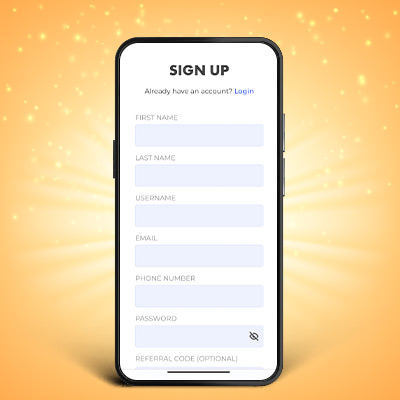 SIGN UP
Already have an account? Login
FIRST NAME
LAST NAME
USERNAME
EMAIL
PHONE NUMBER
PASSWORD
REFERRAL CODE (OPTIONAL)